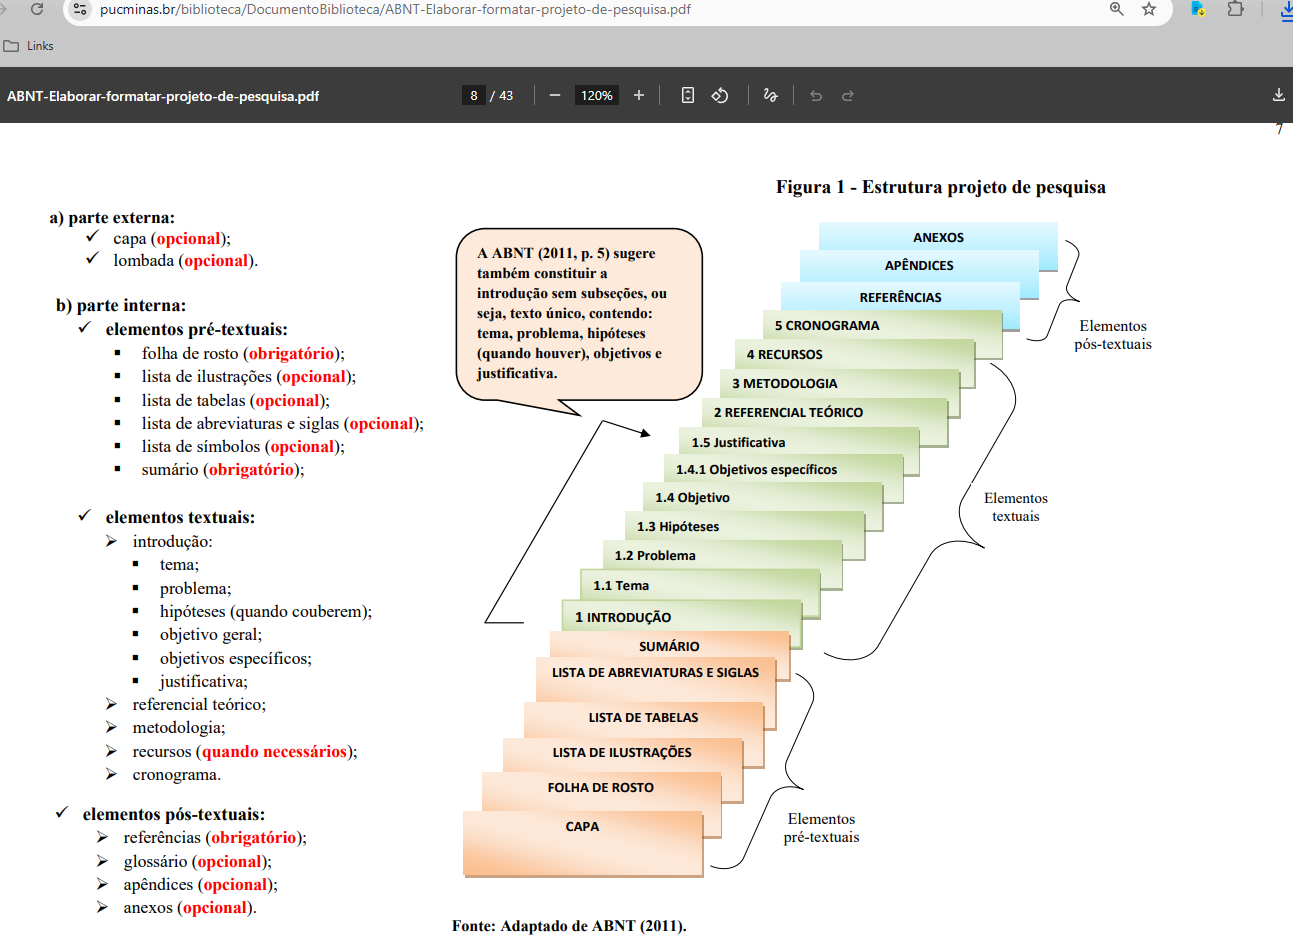 pucminas.br/biblioteca/DocumentoBiblioteca/ABNT-Elaborar-formatar-projeto-de-pesquisa.pdf
Links
ABNT-Elaborar-formatar-projeto-de-pesquisa.pdf
8 / 43
120%
7
a) parte externa:
capa (opcional);
lombada (opcional).
b) parte interna:
elementos pré-textuais:
folha de rosto (obrigatório);
lista de ilustrações (opcional);
lista de tabelas (opcional);
lista de abreviaturas e siglas (opcional);
lista de símbolos (opcional);
sumário (obrigatório);
elementos textuais:
introdução:
tema;
problema;
hipóteses (quando couberem);
objetivo geral;
objetivos específicos;
justificativa;
referencial teórico;
metodologia;
recursos (quando necessários);
cronograma.
elementos pós-textuais:
referências (obrigatório);
glossário (opcional);
apêndices (opcional);
anexos (opcional).
Figura 1 - Estrutura projeto de pesquisa
A ABNT (2011, p. 5) sugere
também constituir a
introdução sem subseções, ou
seja, texto único, contendo:
tema, problema, hipóteses
(quando houver), objetivos e
justificativa.
ANEXOS
APÊNDICES
REFERÊNCIAS
5 CRONOGRAMA
4 RECURSOS
3 METODOLOGIA
2 REFERENCIAL TEÓRICO
1.5 Justificativa
1.4.1 Objetivos específicos
1.4 Objetivo
1.3 Hipóteses
1.2 Problema
1.1 Tema
1 INTRODUÇÃO
SUMÁRIO
LISTA DE ABREVIATURAS E SIGLAS
LISTA DE TABELAS
LISTA DE ILUSTRAÇÕES
FOLHA DE ROSTO
CAPA
Elementos
pós-textuais
Elementos
textuais
Elementos
pré-textuais
Fonte: Adaptado de ABNT (2011).